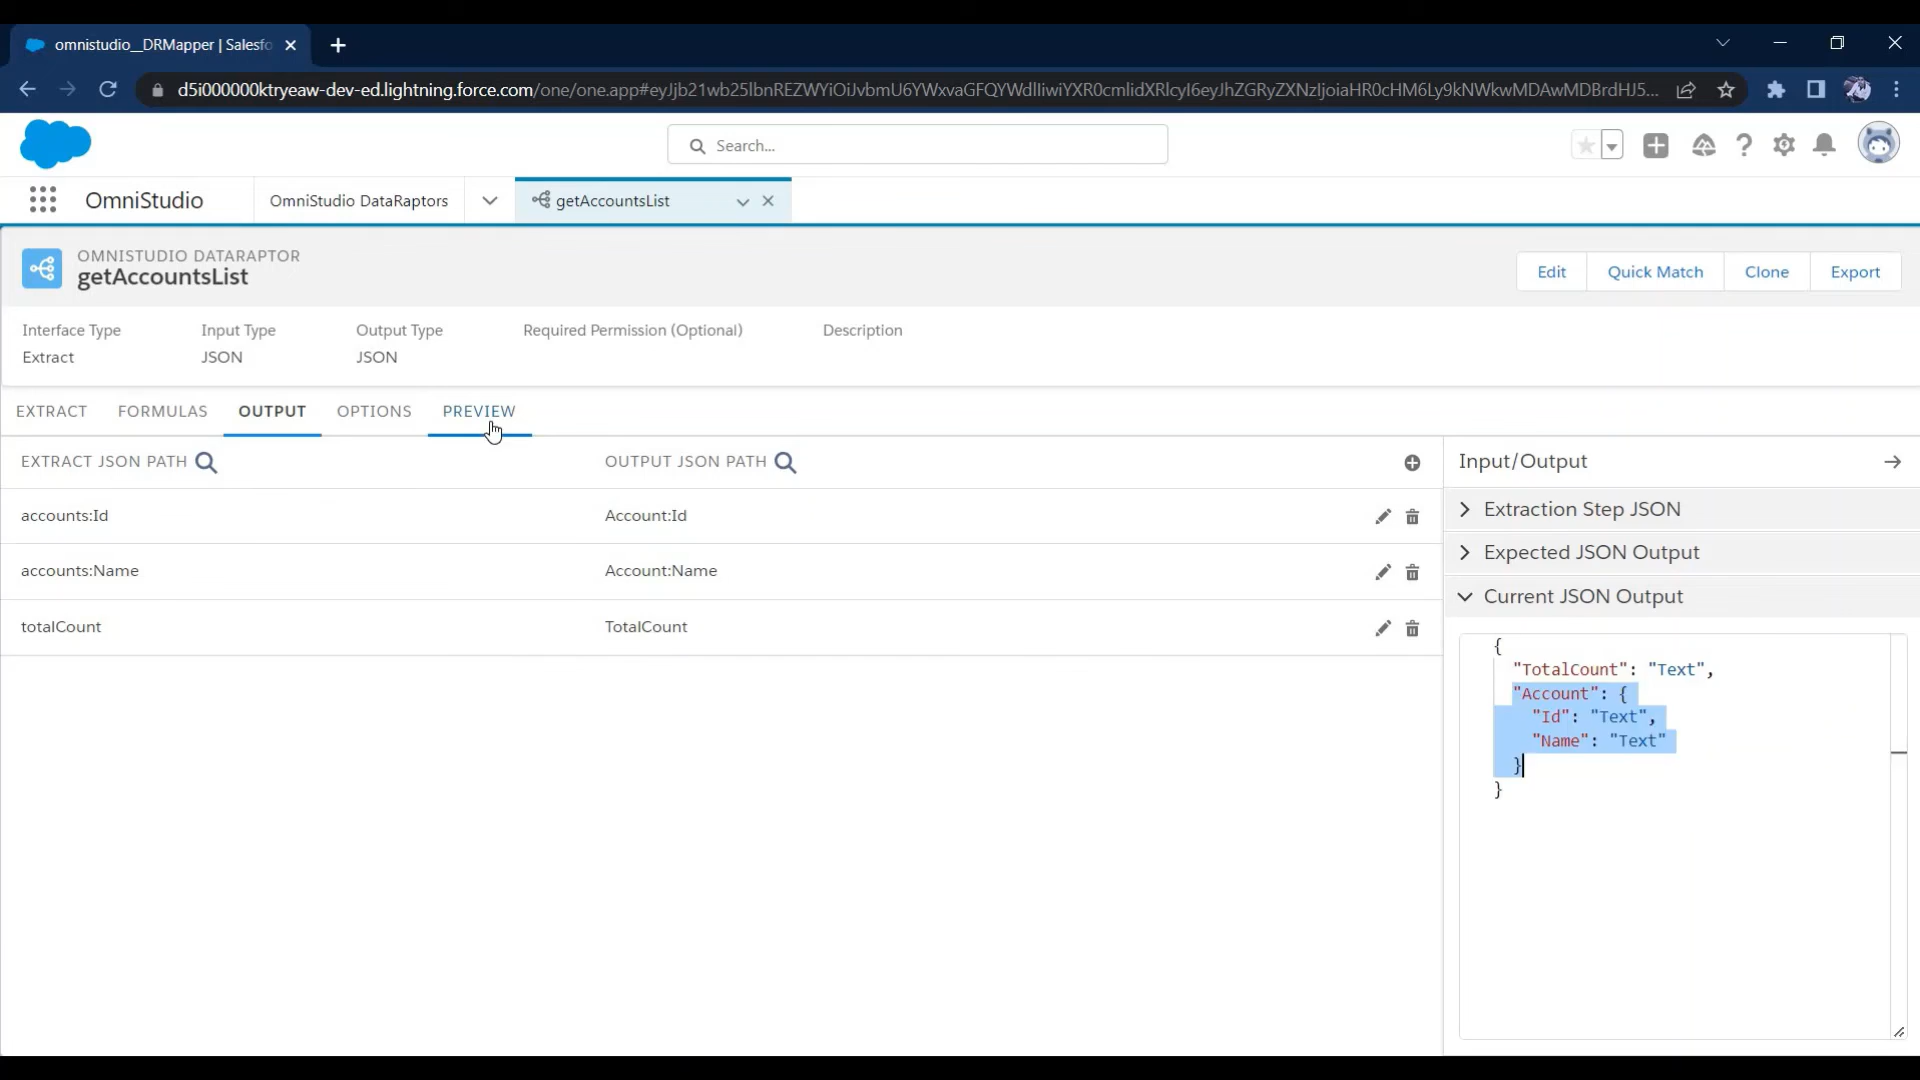 omnistudio__DRMapper | Salesfo
d5i000000ktryeaw-dev-ed.lightning.force.com/one/one.app#
Search...
OmniStudio
OmniStudio DataRaptors
getAccountsList
OMNISTUDIO DATARAPTOR
getAccountsList
Edit
Quick Match
Clone
Export
Interface Type
Input Type
Output Type
Required Permission (Optional)
Description
Extract
JSON
JSON
EXTRACT
FORMULAS
OUTPUT
OPTIONS
PREVIEW
EXTRACT JSON PATH
OUTPUT JSON PATH
accounts:Id
Account:Id
accounts:Name
Account:Name
totalCount
TotalCount
Input/Output
Extraction Step JSON
Expected JSON Output
Current JSON Output
{
"TotalCount": "Text",
"Account": {
"Id": "Text",
"Name": "Text"
}
}